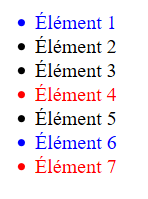 • Élément 1
• Élément 2
• Élément 3
• Élément 4
• Élément 5
• Élément 6
• Élément 7